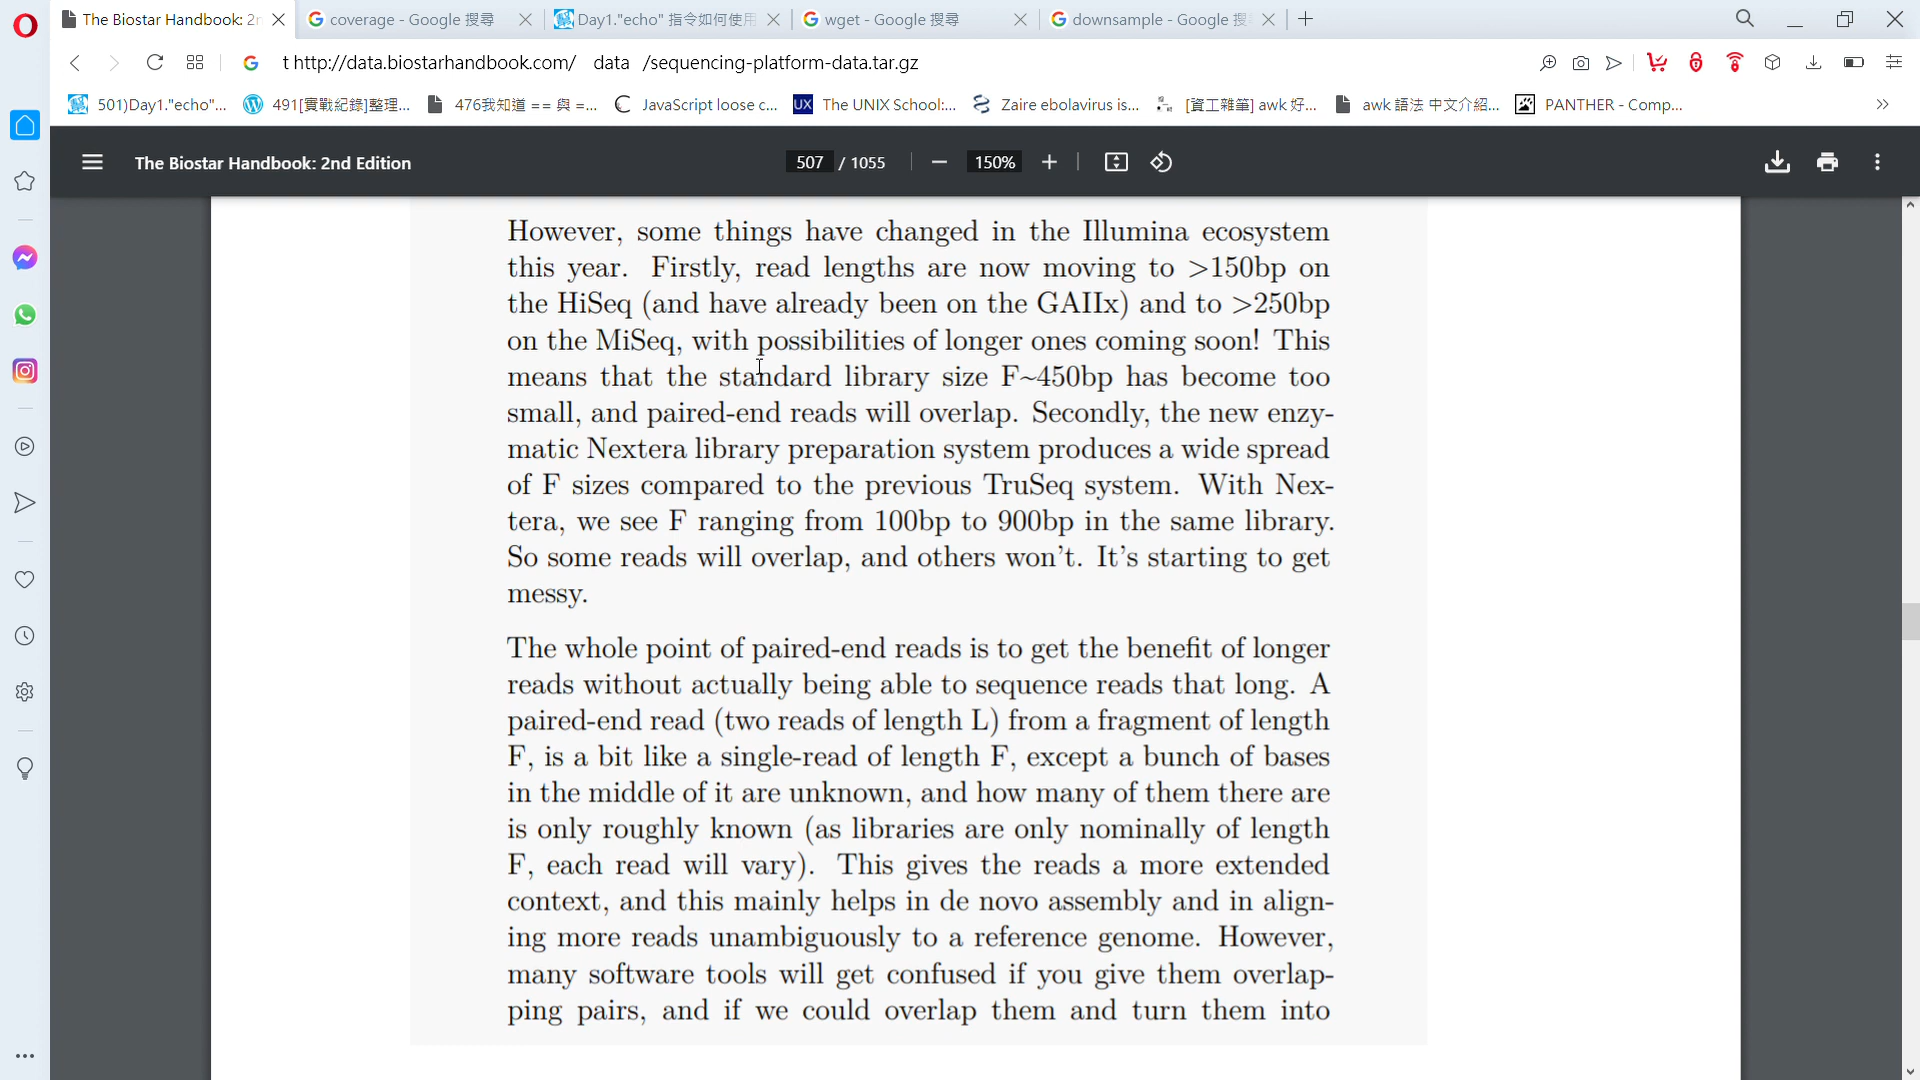 The Biostar Handbook: 2n
coverage - Google 搜尋
Day1."echo" 指令如何使用
wget - Google 搜尋
downsample - Google 搜
t http://data.biostarhandbook.com/ data /sequencing-platform-data.tar.gz
501)Day1."echo"...
491[實戰紀錄]整理...
476我知道 == 與 =...
JavaScript loose c...
UX The UNIX School:...
Zaire ebolavirus is...
[資工雜筆] awk 好...
awk 語法 中文介紹...
PANTHER - Comp...
The Biostar Handbook: 2nd Edition
507 / 1055
150%
However, some things have changed in the Illumina ecosystem
this year. Firstly, read lengths are now moving to >150bp on
the HiSeq (and have already been on the GAIIx) and to >250bp
on the MiSeq, with possibilities of longer ones coming soon! This
means that the standard library size F~450bp has become too
small, and paired-end reads will overlap. Secondly, the new enzy-
matic Nextera library preparation system produces a wide spread
of F sizes compared to the previous TruSeq system. With Nex-
tera, we see F ranging from 100bp to 900bp in the same library.
So some reads will overlap, and others won't. It's starting to get
messy.
The whole point of paired-end reads is to get the benefit of longer
reads without actually being able to sequence reads that long. A
paired-end read (two reads of length L) from a fragment of length
F, is a bit like a single-read of length F, except a bunch of bases
in the middle of it are unknown, and how many of them there are
is only roughly known (as libraries are only nominally of length
F, each read will vary). This gives the reads a more extended
context, and this mainly helps in de novo assembly and in align-
ing more reads unambiguously to a reference genome. However,
many software tools will get confused if you give them overlap-
ping pairs, and if we could overlap them and turn them into